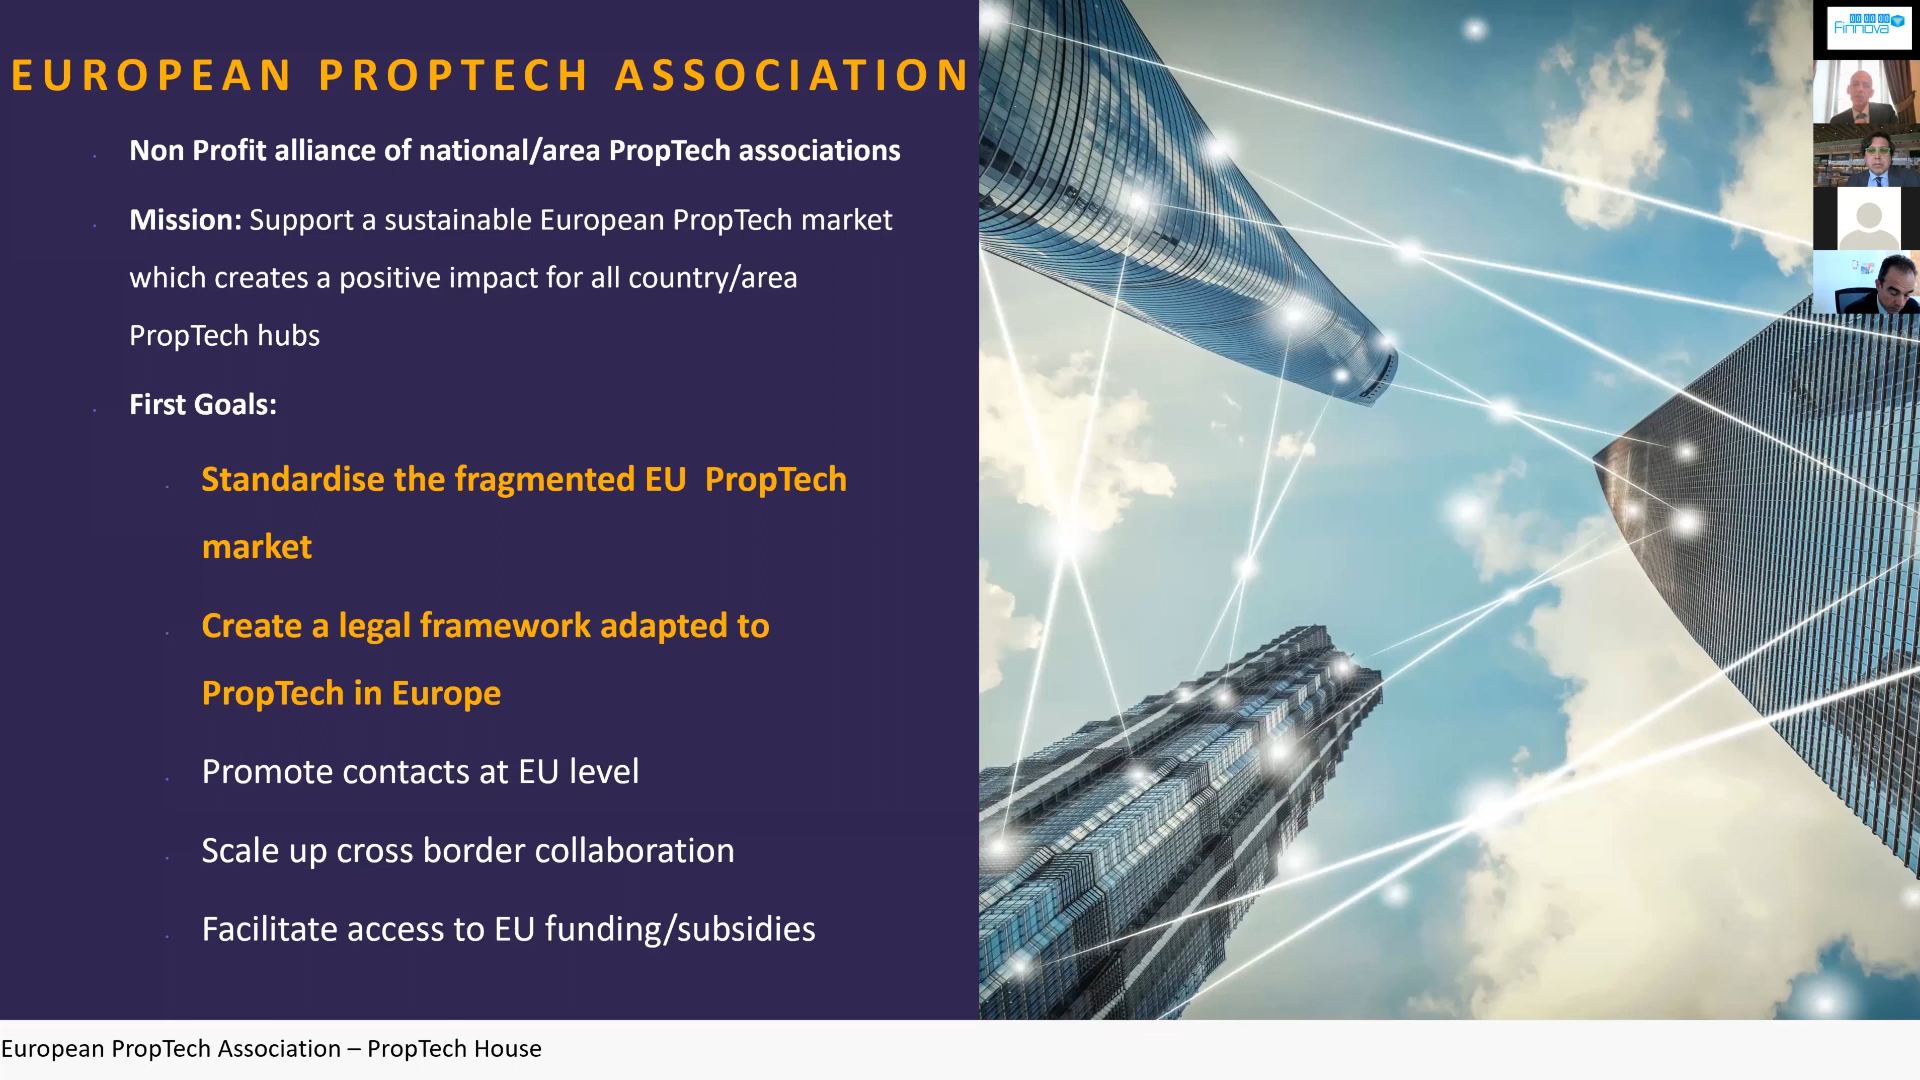 EUROPEAN PROPTECH ASSOCIATION
Non Profit alliance of national/area PropTech associations
Mission: Support a sustainable European PropTech market
which creates a positive impact for all country/area
PropTech hubs
First Goals:
Standardise the fragmented EU  PropTech
market
Create a legal framework adapted to
PropTech in Europe
Promote contacts at EU level
Scale up cross border collaboration
Facilitate access to EU funding/subsidies
European PropTech Association – PropTech House
Finnova